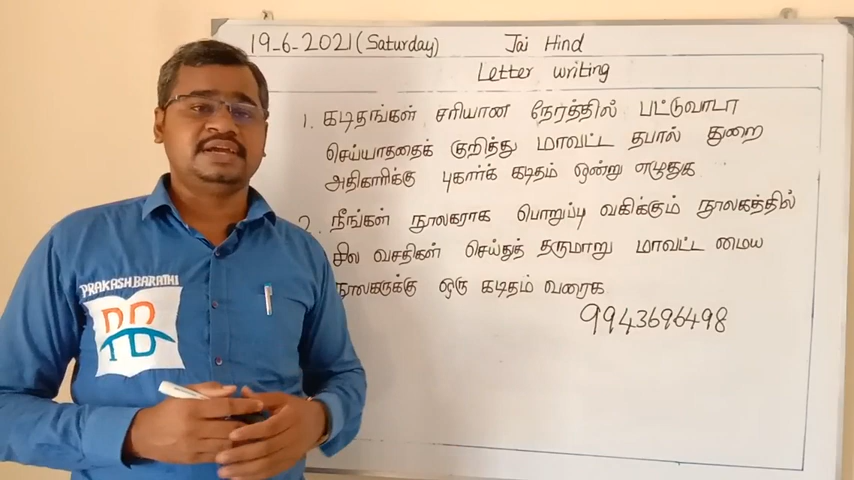 19-6-2021 (Saturday) Jai Hind
Letter writing
1. கடிதங்கள் சரியான நேரத்தில் பட்டுவாடா
செய்யாததைக் குறித்து மாவட்ட தபால் துறை
அதிகாரிக்கு புகார்க் கடிதம் ஒன்று எழுதுக
2. நீங்கள் நூலகராக பொறுப்பு வகிக்கும் நூலகத்தில்
சில வசதிகள் செய்துத் தருமாறு மாவட்ட மைய
நூலகருக்கு ஒரு கடிதம் வரைக
9943696498
PRAKASH BARATHI
PB